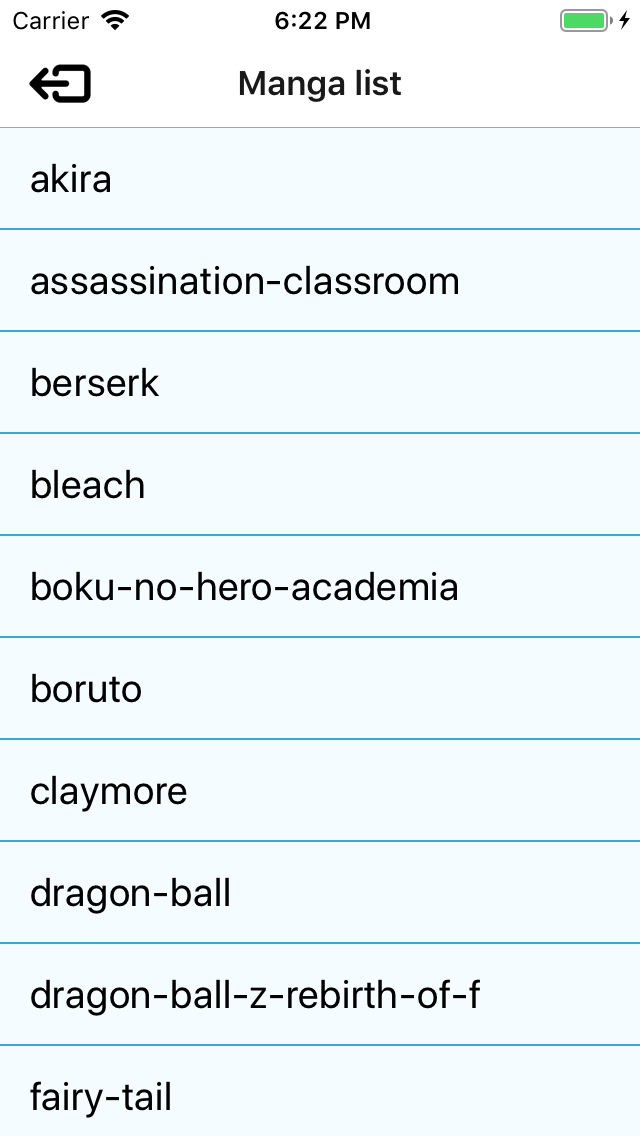 Carrier 6:22 PM
Manga list
akira
assassination-classroom
berserk
bleach
boku-no-hero-academia
boruto
claymore
dragon-ball
dragon-ball-z-rebirth-of-f
fairy-tail